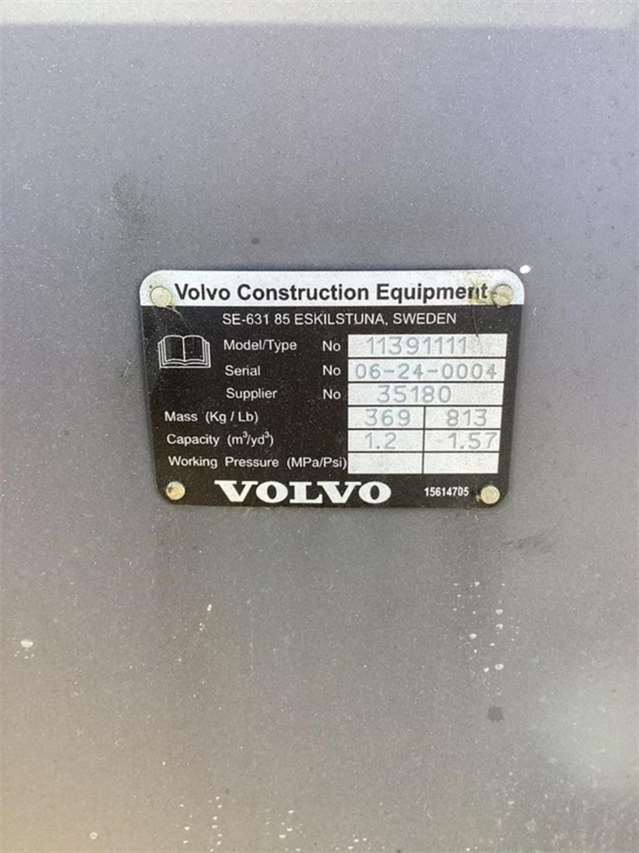 Volvo Construction Equipment
SE-631 85 ESKILSTUNA, SWEDEN
Model/Type No 11391111
Serial No 06-24-0004
Supplier No 35180
Mass (Kg / Lb) 369 813
Capacity (m³/yd³) 1.2 1.57
Working Pressure (MPa/Psi)
VOLVO 15614705